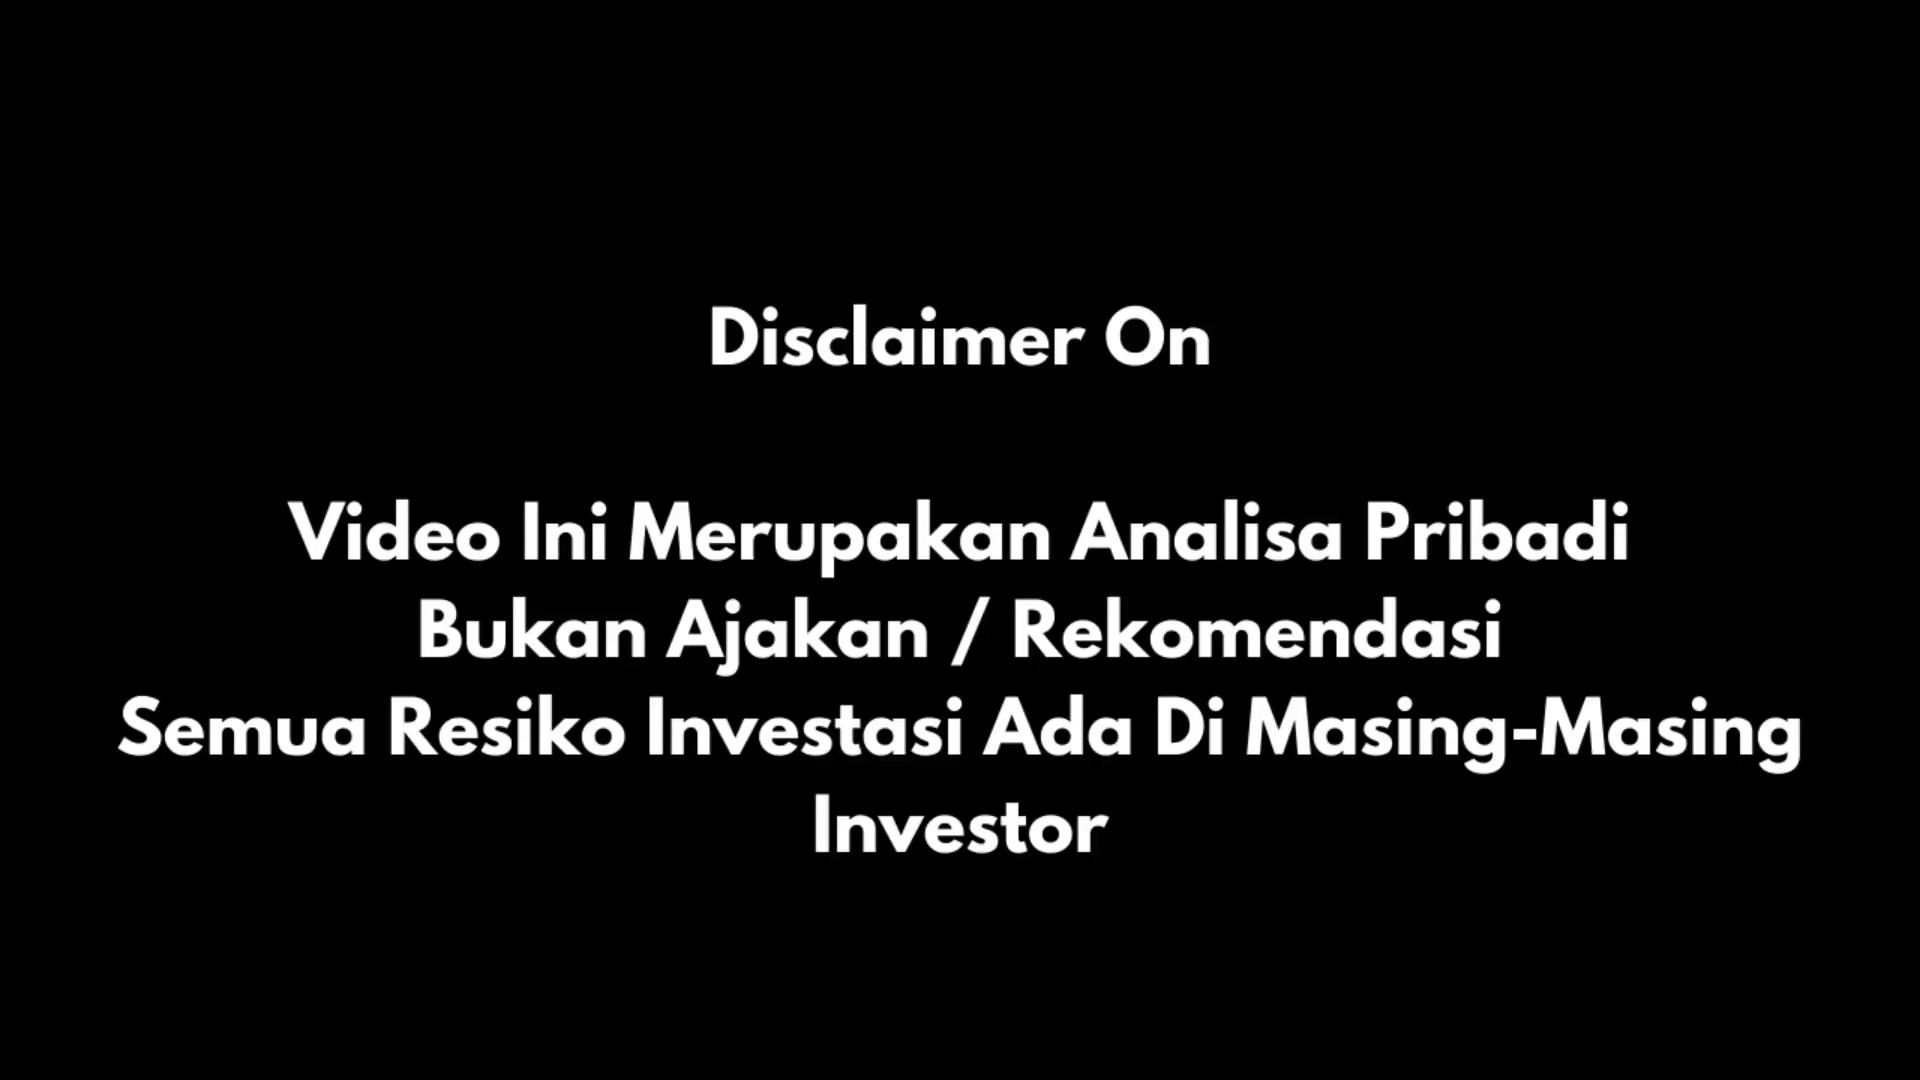 Disclaimer On
Video Ini Merupakan Analisa Pribadi
Bukan Ajakan / Rekomendasi
Semua Resiko Investasi Ada Di Masing-Masing
Investor